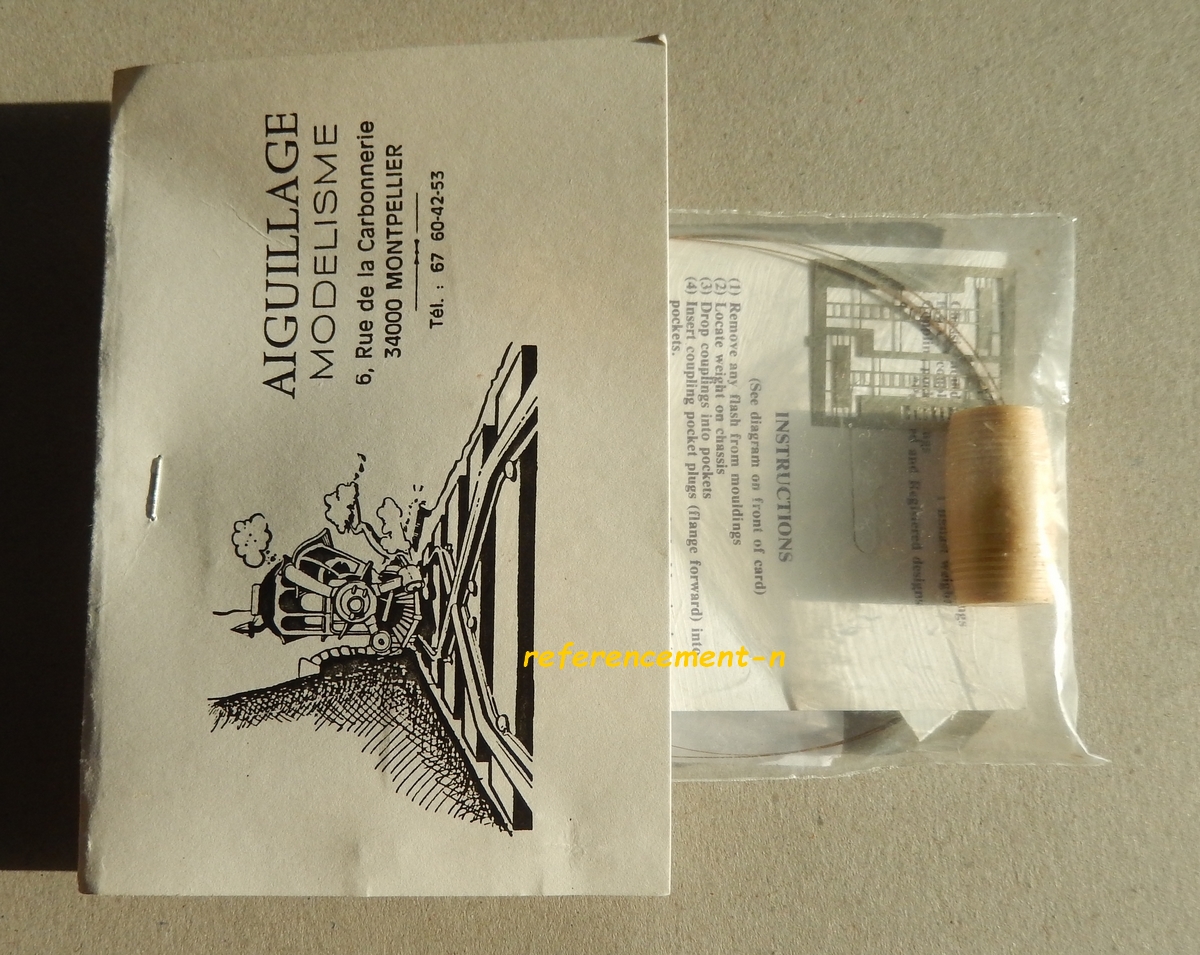 AIGUILLAGE
MODELISME
6, Rue de la Carbonnerie
34000 MONTPELLIER
Tél. : 67 60-42-53
referencement-n
INSTRUCTIONS
(See diagram on front of card)
(1) Remove any flash from mouldings
(2) Locate weight on chassis
(3) Drop couplings into pockets
(4) Insert coupling pocket plugs (flange forward) into
pockets.
and Registered designs